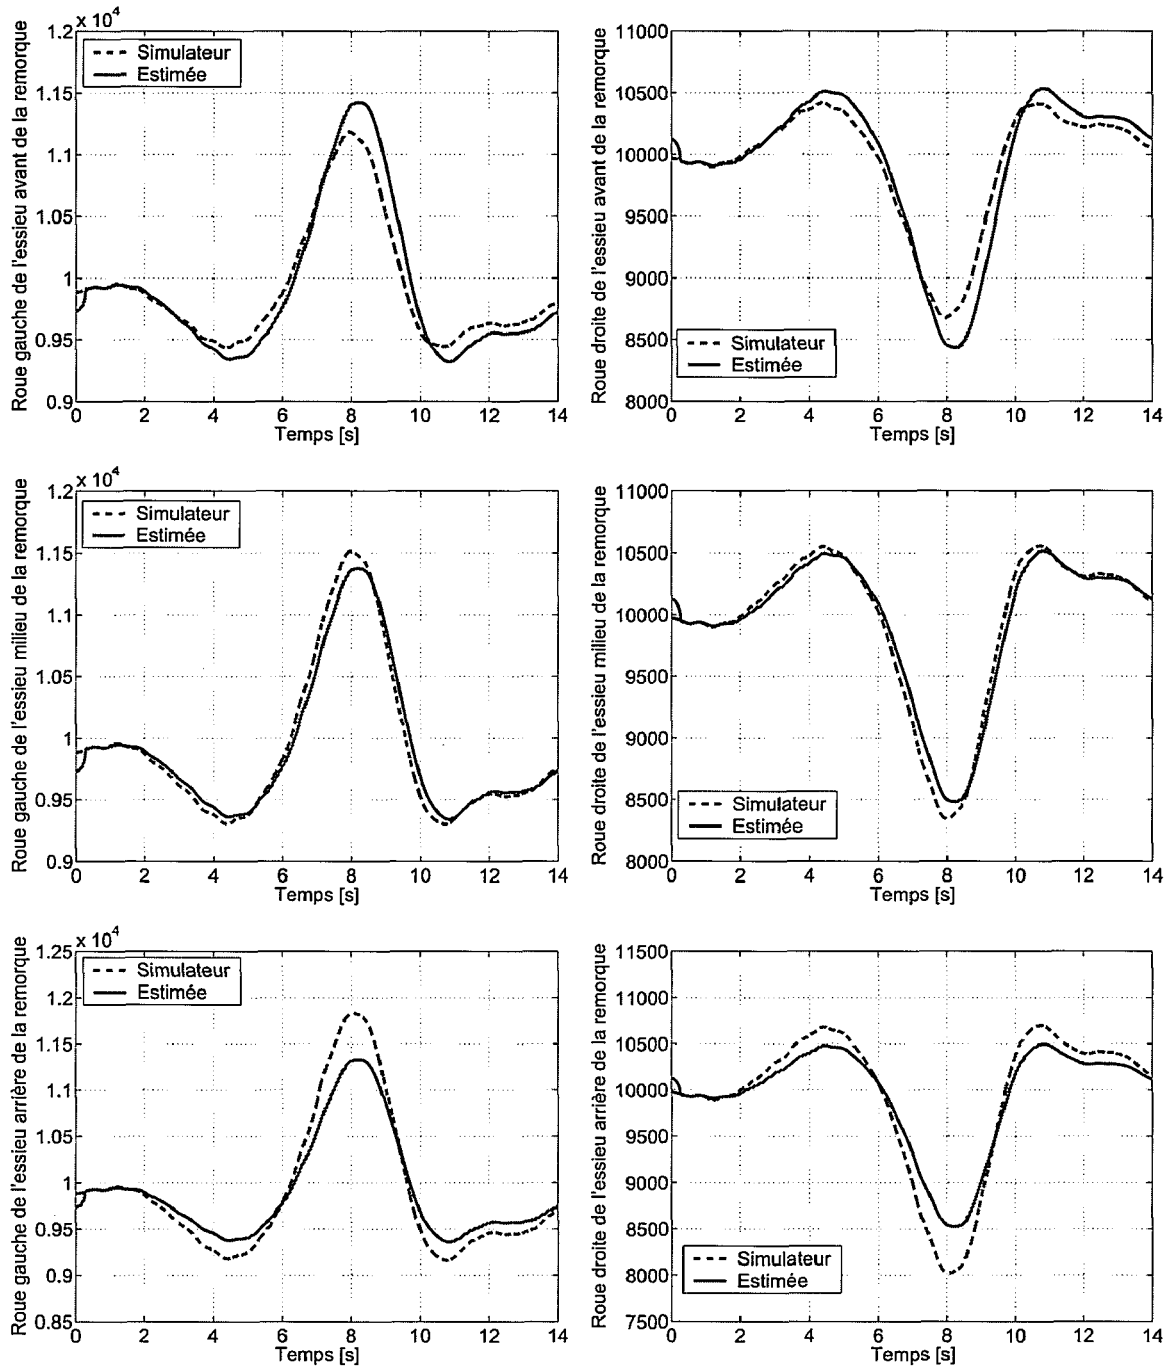 x 10^4
1.2
1.15
1.1
1.05
1
0.95
0.9
0 2 4 6 8 10 12 14
Temps [s]
Roue gauche de l'essieu avant de la remorque
Simulateur
Estimée
11000
10500
10000
9500
9000
8500
8000
0 2 4 6 8 10 12 14
Temps [s]
Roue droite de l'essieu avant de la remorque
Simulateur
Estimée
x 10^4
1.2
1.15
1.1
1.05
1
0.95
0.9
0 2 4 6 8 10 12 14
Temps [s]
Roue gauche de l'essieu milieu de la remorque
Simulateur
Estimée
11000
10500
10000
9500
9000
8500
8000
0 2 4 6 8 10 12 14
Temps [s]
Roue droite de l'essieu milieu de la remorque
Simulateur
Estimée
x 10^4
1.25
1.2
1.15
1.1
1.05
1
0.95
0.9
0.85
0 2 4 6 8 10 12 14
Temps [s]
Roue gauche de l'essieu arrière de la remorque
Simulateur
Estimée
11500
11000
10500
10000
9500
9000
8500
8000
7500
0 2 4 6 8 10 12 14
Temps [s]
Roue droite de l'essieu arrière de la remorque
Simulateur
Estimée